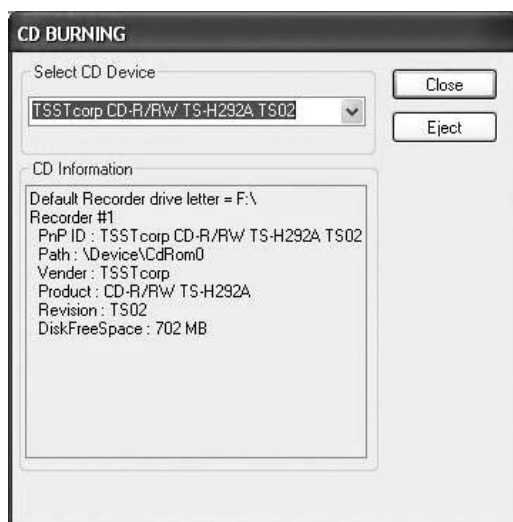 CD BURNING
Select CD Device
TSSTcorp CD-R/RW TS-H292A TS02
Close
Eject
CD Information
Default Recorder drive letter = F:\
Recorder #1
PnP ID : TSSTcorp CD-R/RW TS-H292A TS02
Path : \Device\CdRom0
Vender : TSSTcorp
Product : CD-R/RW TS-H292A
Revision : TS02
DiskFreeSpace : 702 MB